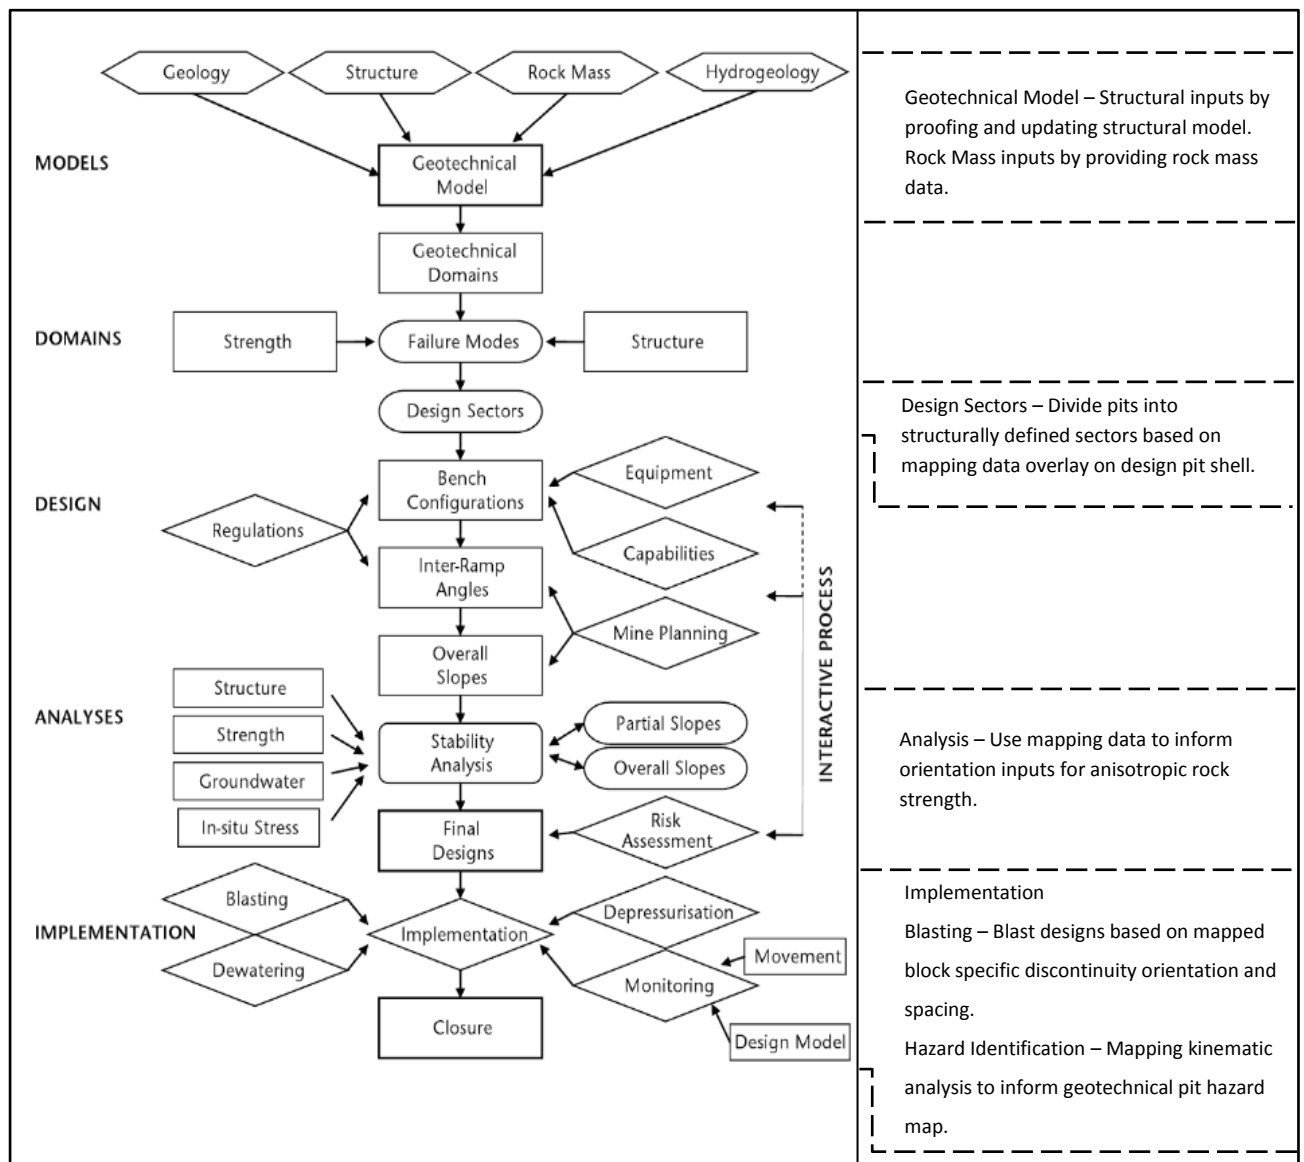 Geology
Structure
Rock Mass
Hydrogeology
MODELS
Geotechnical
Model
Geotechnical
Domains
DOMAINS
Strength
Failure Modes
Structure
Design Sectors
DESIGN
Bench
Configurations
Equipment
Regulations
Capabilities
Inter-Ramp
Angles
Mine Planning
Overall
Slopes
INTERACTIVE PROCESS
ANALYSES
Structure
Strength
Groundwater
In-situ Stress
Stability
Analysis
Partial Slopes
Overall Slopes
Final
Designs
Risk
Assessment
IMPLEMENTATION
Blasting
Dewatering
Implementation
Depressurisation
Monitoring
Movement
Design Model
Closure
Geotechnical Model – Structural inputs by
proofing and updating structural model.
Rock Mass inputs by providing rock mass
data.
Design Sectors – Divide pits into
structurally defined sectors based on
mapping data overlay on design pit shell.
Analysis – Use mapping data to inform
orientation inputs for anisotropic rock
strength.
Implementation
Blasting – Blast designs based on mapped
block specific discontinuity orientation and
spacing.
Hazard Identification – Mapping kinematic
analysis to inform geotechnical pit hazard
map.